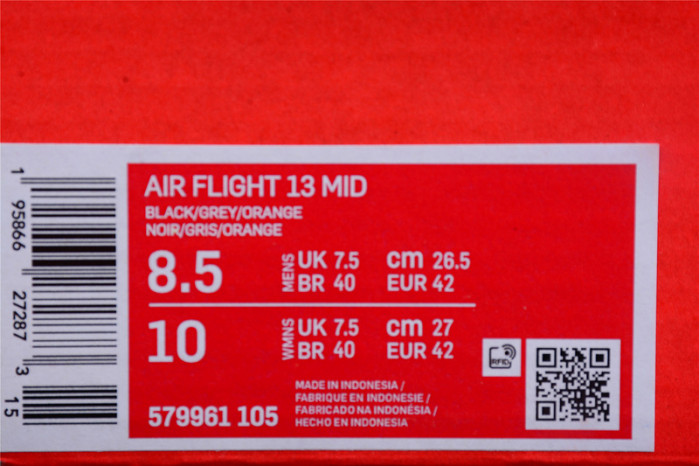 AIR FLIGHT 13 MID
BLACK/GREY/ORANGE
NOIR/GRIS/ORANGE
8.5 MENS UK 7.5 cm 26.5
BR 40 EUR 42
10 WMNS UK 7.5 cm 27
BR 40 EUR 42
RFID
579961 105
MADE IN INDONESIA /
FABRIQUE EN INDONESIE /
FABRICADO NA INDONÉSIA /
HECHO EN INDONESIA
1 95866 27287 3 15